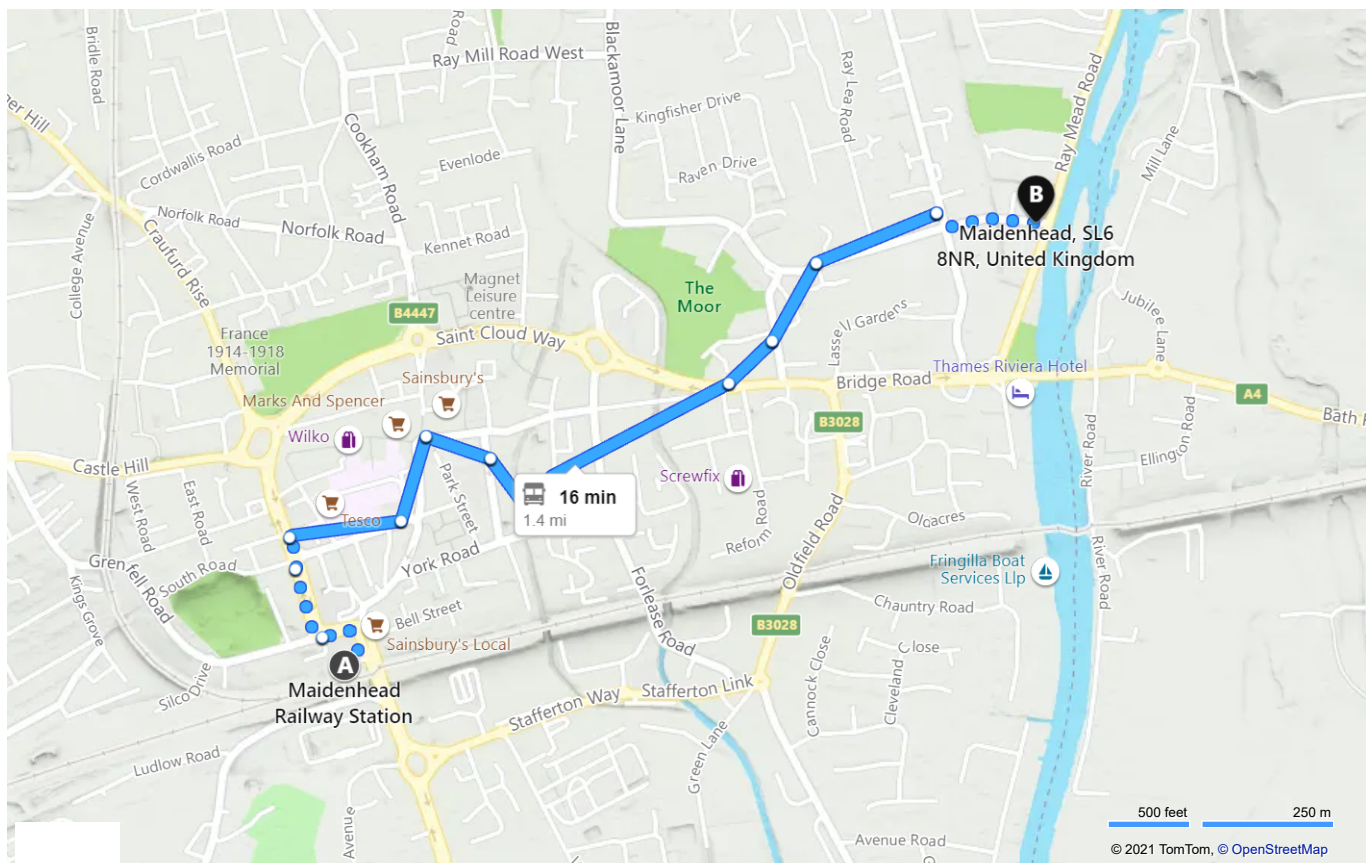 Bridle Road
Road
Ray Mill Road West
Blackamoor Lane
Ray Lea Road
Ray Mead Road
Kingfisher Drive
Mill Lane
er Hill
Cookham Road
Cordwallis Road
Evenlode
Raven Drive
B
College Avenue
Norfolk Road
Norfolk Road
Kennet Road
Maidenhead, SL6
8NR, United Kingdom
Craufurd Rise
Magnet
Leisure
centre
The
Moor
B4447
Lasse
Gardens
Jubilee Lane
France
1914-1918
Memorial
Saint Cloud Way
Thames Riviera Hotel
Sainsbury's
Bridge Road
A4
Marks And Spencer
B3028
Bath
Wilko
Castle Hill
Park Street
Screwfix
River Road
Ellington Road
West Road
East Road
16 min
1.4 mi
Tesco
Reform Road
Oldacres
Oldfield Road
York Road
Grenfell Road
South Road
Fringilla Boat
Services Llp
River Road
Kings Grove
Bell Street
Forlease Road
Chauntry Road
B3028
Sainsbury's Local
A
Maidenhead
Railway Station
Silco Drive
Cannock Close
Cleveland Close
Stafferton Way
Stafferton Link
Green Lane
Ludlow Road
Avenue
Avenue Road
500 feet
250 m
© 2021 TomTom, © OpenStreetMap